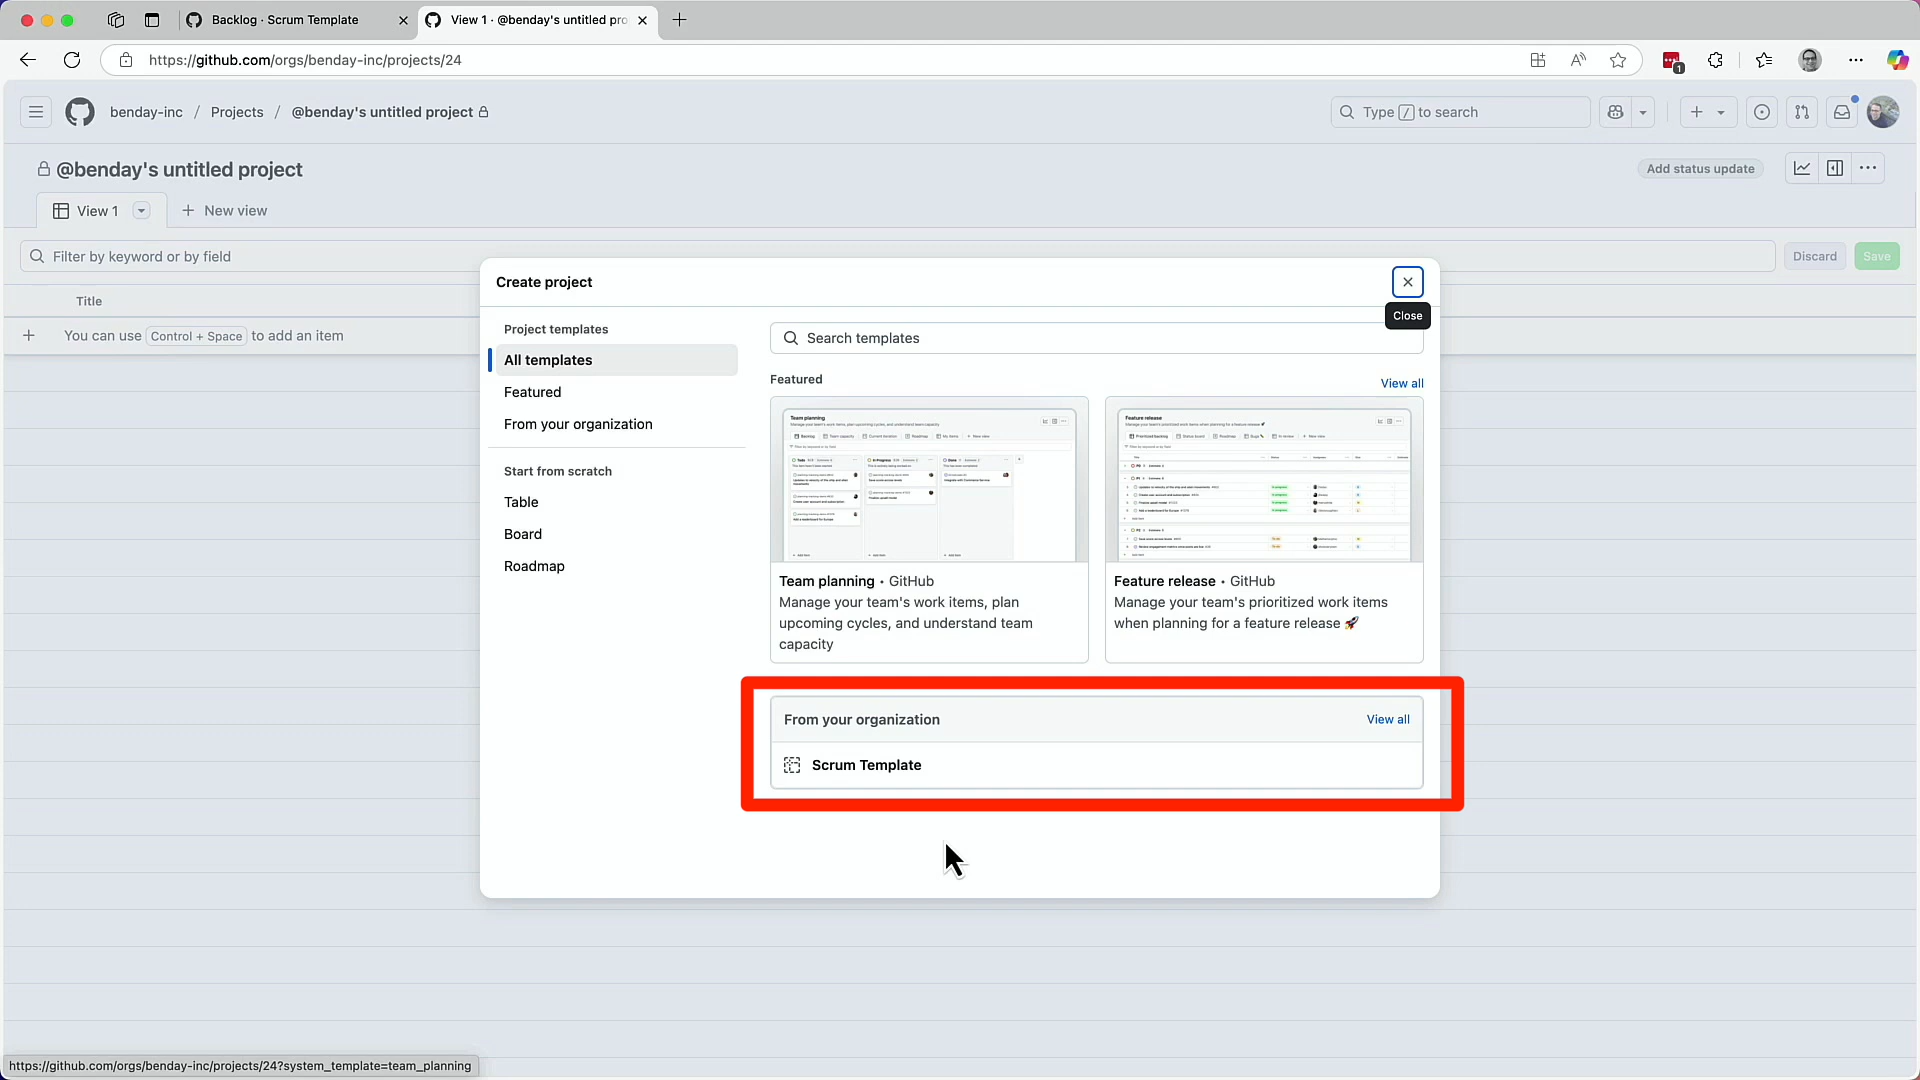 Backlog · Scrum Template
View 1 · @benday's untitled pro
https://github.com/orgs/benday-inc/projects/24
1
benday-inc / Projects / @benday's untitled project
Type / to search
@benday's untitled project
Add status update
View 1
New view
Filter by keyword or by field
Discard
Save
Title
You can use Control + Space to add an item
Create project
Close
Project templates
All templates
Featured
From your organization
Start from scratch
Table
Board
Roadmap
Search templates
Featured
View all
Team planning
Feature release
Team planning • GitHub
Manage your team's work items, plan
upcoming cycles, and understand team
capacity
Feature release • GitHub
Manage your team's prioritized work items
when planning for a feature release 🚀
From your organization
View all
Scrum Template
https://github.com/orgs/benday-inc/projects/24?system_template=team_planning